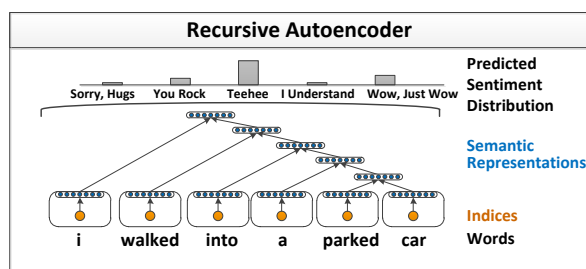 Recursive Autoencoder
Predicted
Sentiment
Distribution
Sorry, Hugs You Rock Teehee I Understand Wow, Just Wow
Semantic
Representations
Indices
Words
i walked into a parked car